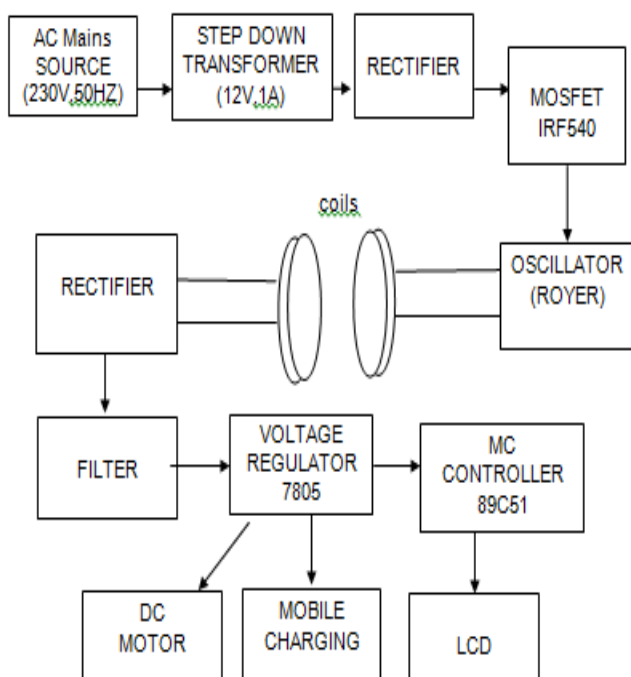 AC Mains
SOURCE
(230V,50HZ)
STEP DOWN
TRANSFORMER
(12V,1A)
RECTIFIER
MOSFET
IRF540
coils
RECTIFIER
OSCILLATOR
(ROYER)
FILTER
VOLTAGE
REGULATOR
7805
MC
CONTROLLER
89C51
DC
MOTOR
MOBILE
CHARGING
LCD